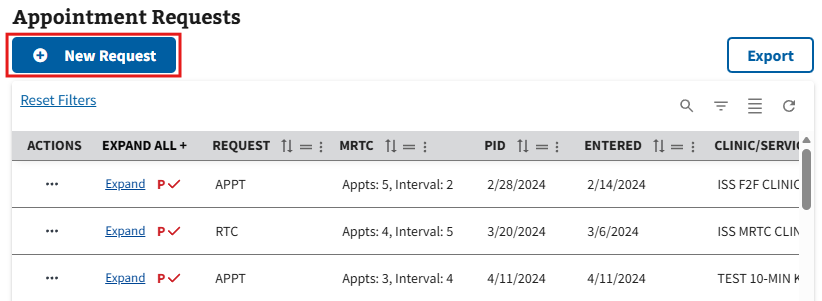 Appointment Requests
New Request
Export
Reset Filters
ACTIONS EXPAND ALL + REQUEST MRTC PID ENTERED CLINIC/SERVIC
... Expand P APPT Appts: 5, Interval: 2 2/28/2024 2/14/2024 ISS F2F CLINIC
... Expand P RTC Appts: 4, Interval: 5 3/20/2024 3/6/2024 ISS MRTC CLIN
... Expand P APPT Appts: 3, Interval: 4 4/11/2024 4/11/2024 TEST 10-MIN K